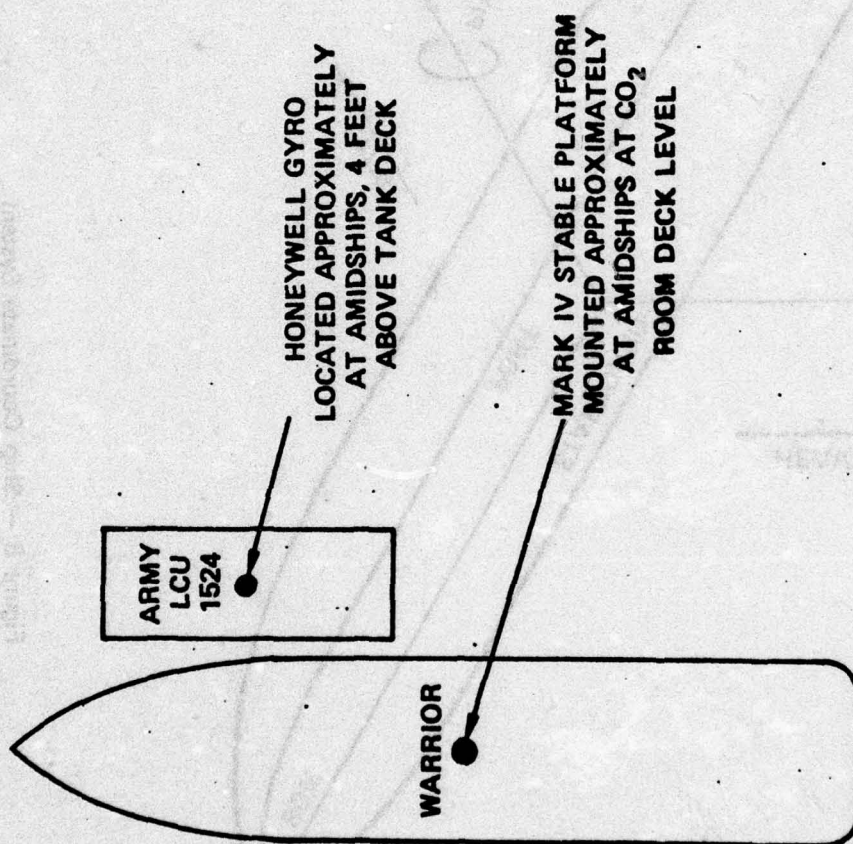 ARMY
LCU
1524
HONEYWELL GYRO
LOCATED APPROXIMATELY
AT AMIDSHIPS, 4 FEET
ABOVE TANK DECK
WARRIOR
MARK IV STABLE PLATFORM
MOUNTED APPROXIMATELY
AT AMIDSHIPS AT CO₂
ROOM DECK LEVEL